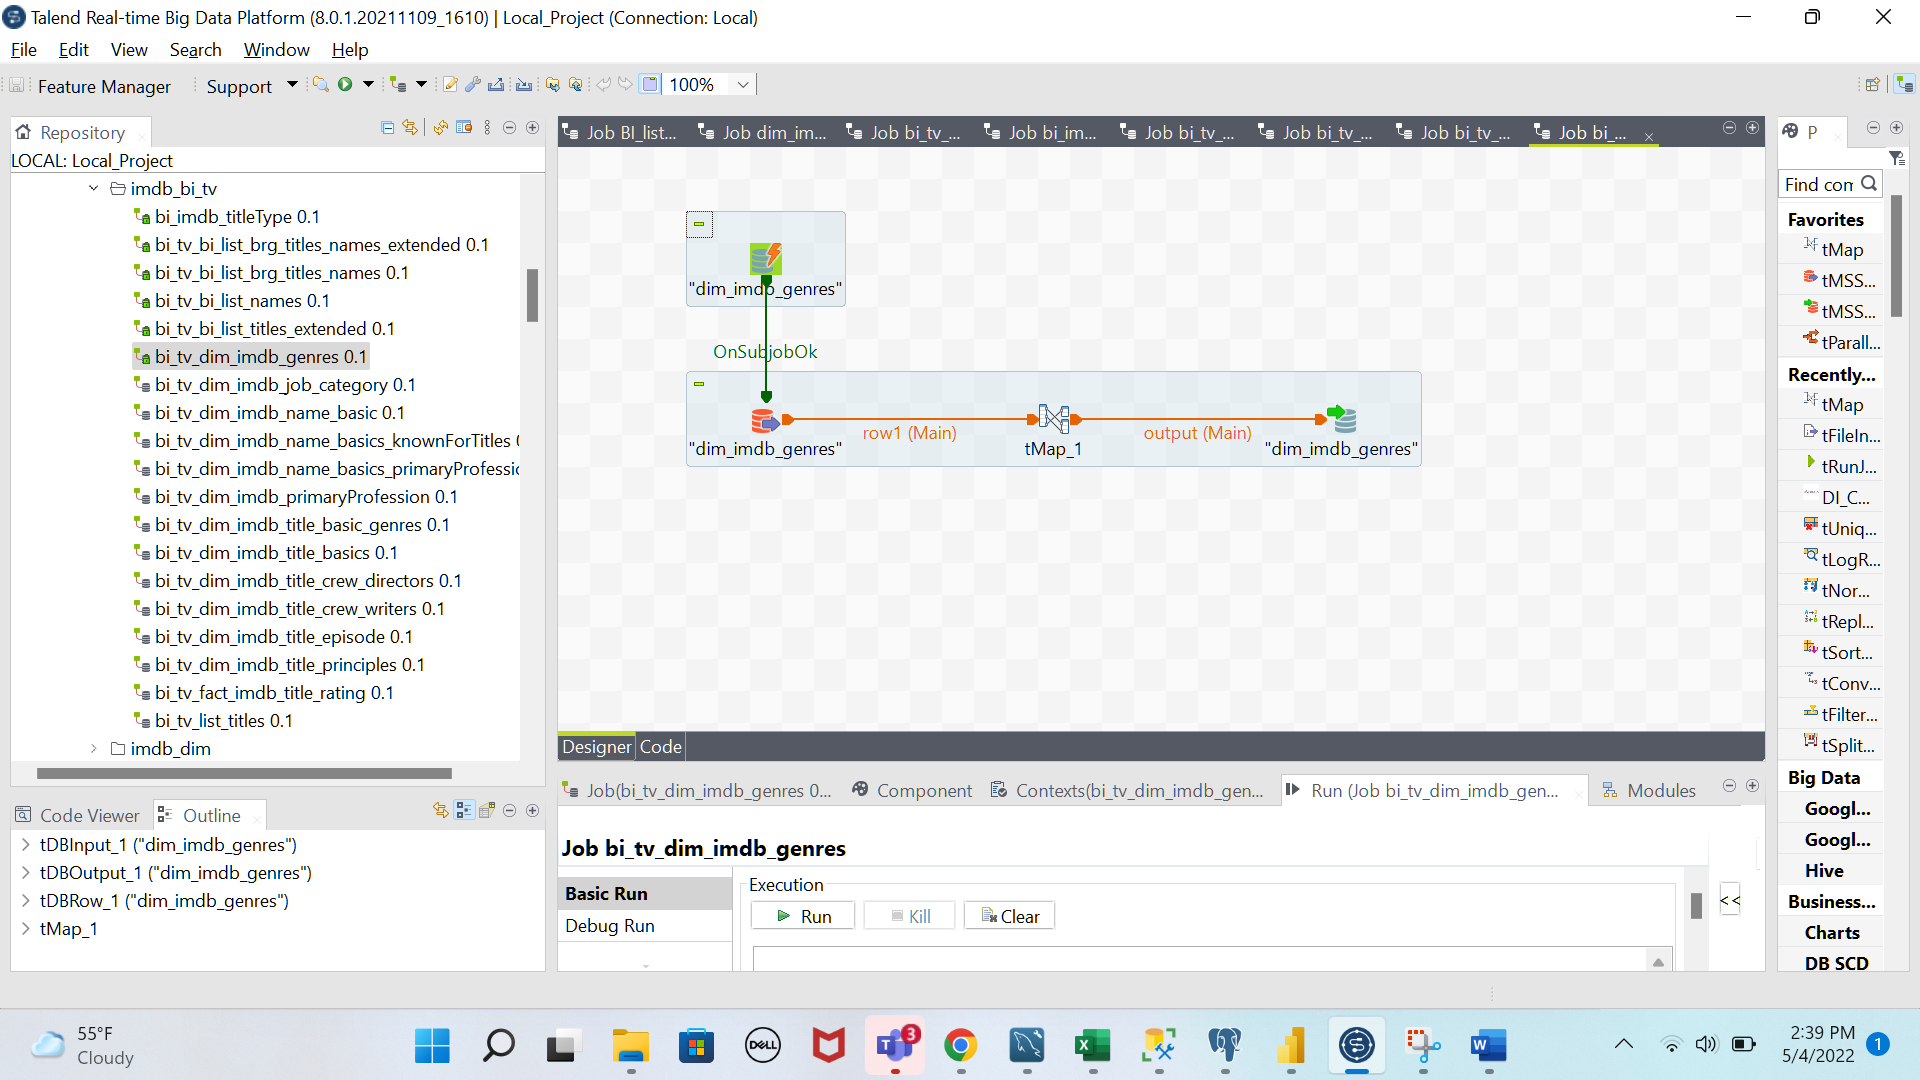 Talend Real-time Big Data Platform (8.0.1.20211109_1610) | Local_Project (Connection: Local)
File Edit View Search Window Help
Feature Manager Support 100%
Repository
LOCAL: Local_Project
imdb_bi_tv
bi_imdb_titleType 0.1
bi_tv_bi_list_brg_titles_names_extended 0.1
bi_tv_bi_list_brg_titles_names 0.1
bi_tv_bi_list_names 0.1
bi_tv_bi_list_titles_extended 0.1
bi_tv_dim_imdb_genres 0.1
bi_tv_dim_imdb_job_category 0.1
bi_tv_dim_imdb_name_basic 0.1
bi_tv_dim_imdb_name_basics_knownForTitles
bi_tv_dim_imdb_name_basics_primaryProfessio
bi_tv_dim_imdb_primaryProfession 0.1
bi_tv_dim_imdb_title_basic_genres 0.1
bi_tv_dim_imdb_title_basics 0.1
bi_tv_dim_imdb_title_crew_directors 0.1
bi_tv_dim_imdb_title_crew_writers 0.1
bi_tv_dim_imdb_title_episode 0.1
bi_tv_dim_imdb_title_principles 0.1
bi_tv_fact_imdb_title_rating 0.1
bi_tv_list_titles 0.1
imdb_dim
Code Viewer Outline
tDBInput_1 ("dim_imdb_genres")
tDBOutput_1 ("dim_imdb_genres")
tDBRow_1 ("dim_imdb_genres")
tMap_1
Job BI_list... Job dim_im... Job bi_tv_... Job bi_im... Job bi_tv_... Job bi_tv_... Job bi_tv_... Job bi_...
"dim_imdb_genres"
OnSubjobOk
row1 (Main) output (Main)
"dim_imdb_genres" tMap_1 "dim_imdb_genres"
Designer Code
Job(bi_tv_dim_imdb_genres 0... Component Contexts(bi_tv_dim_imdb_gen... Run (Job bi_tv_dim_imdb_gen... Modules
Job bi_tv_dim_imdb_genres
Basic Run
Debug Run
Execution
Run Kill Clear
<<
P
Find con
Favorites
tMap
tMSS...
tMSS...
tParall...
Recently...
tMap
tFileIn...
tRunJ...
DI_C...
tUniq...
tLogR...
tNor...
tRepl...
tSort...
tConv...
tFilter...
tSplit...
Big Data
Googl...
Googl...
Hive
Business...
Charts
DB SCD
55°F
Cloudy
DELL
3
2:39 PM
5/4/2022
1